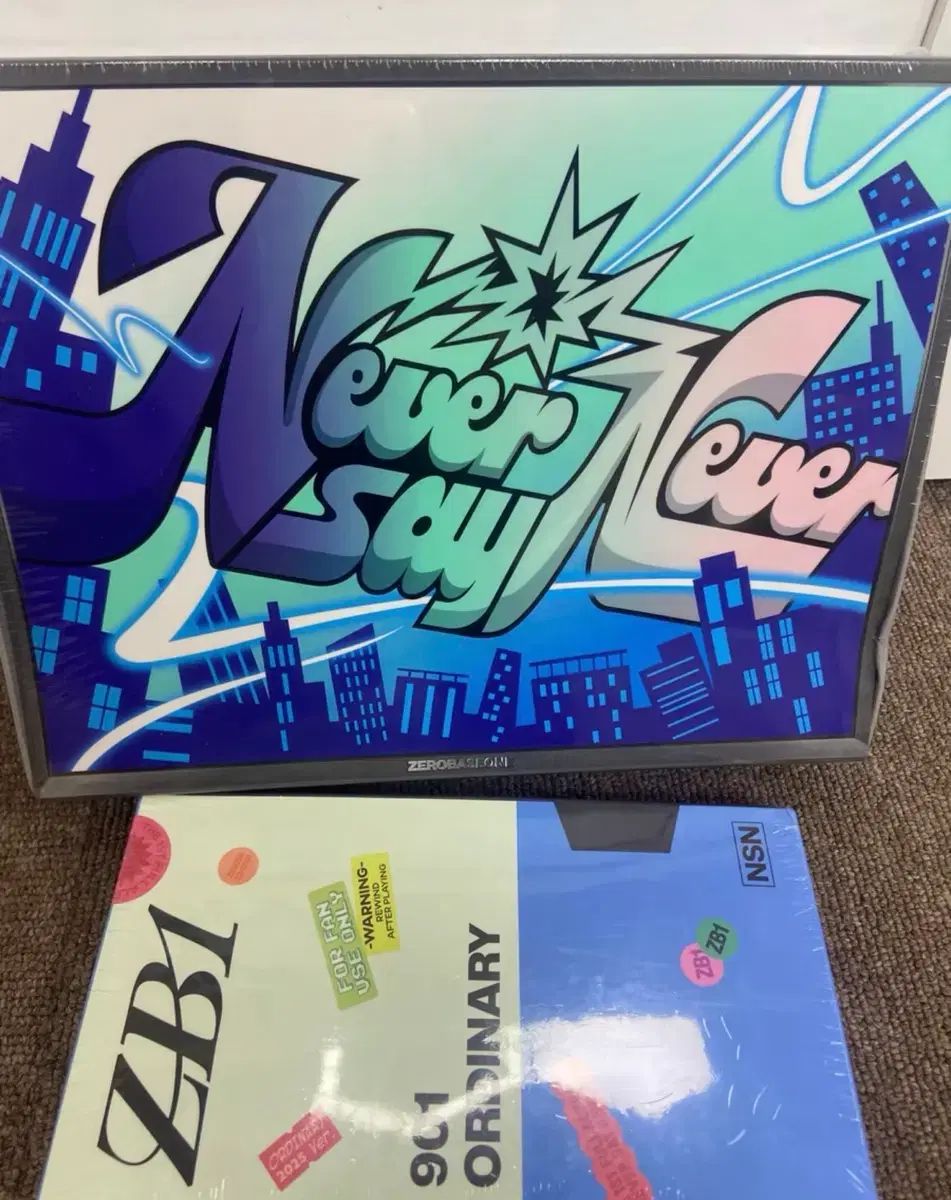 Never
say
Never
ZEROBASEONE
NSN
ZB1
FOR FAN
USE ONLY
-WARNING-
REWIND
AFTER PLAYING
ZB1
ZB1
ORDINARY
2025 Ver.
901
ORDINARY